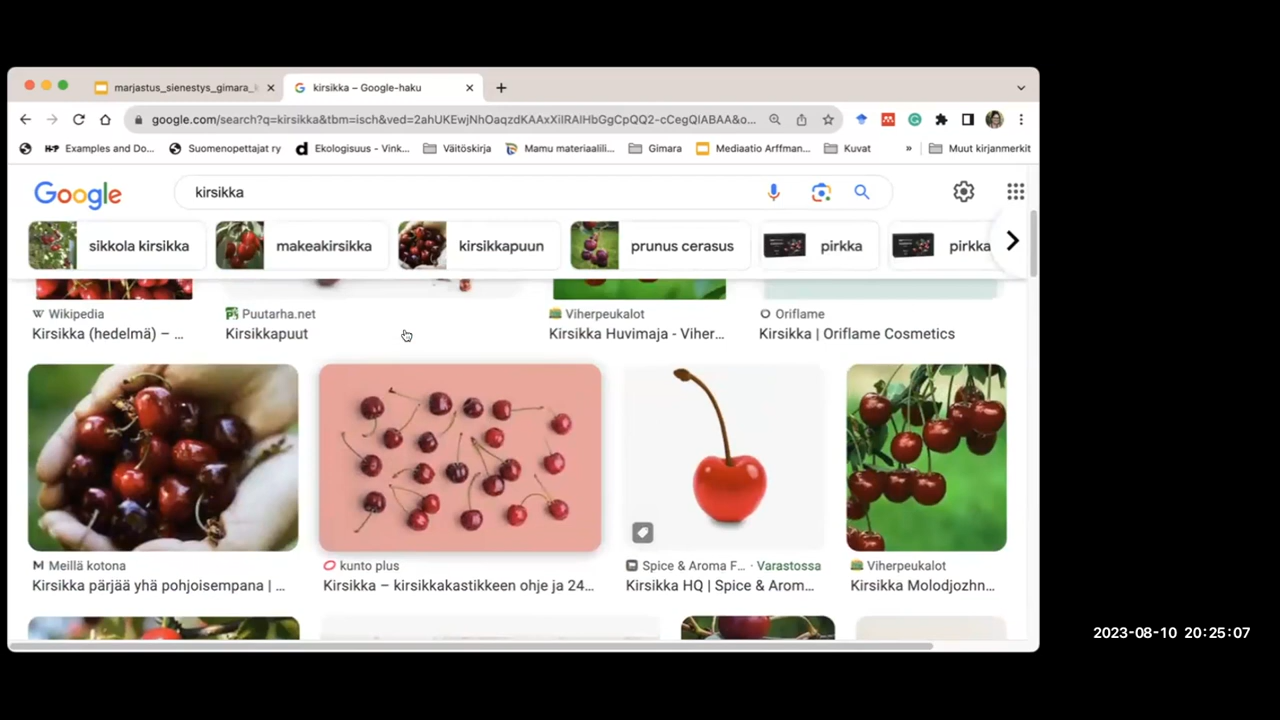 marjastus_sienestys_gimara_k
kirsikka – Google-haku
google.com/search?q=kirsikka&tbm=isch&ved=2ahUKEwjNhOaqzdKAAxXiIRAIHbGgCpQQ2-cCegQIABAA&o...
Examples and Do...
Suomenopettajat ry
Ekologisuus - Vink...
Väitöskirja
Mamu materiaalil...
Gimara
Mediaatio Arffman...
Kuvat
»
Muut kirjanmerkit
Google
kirsikka
sikkola kirsikka
makeakirsikka
kirsikkapuun
prunus cerasus
pirkka
pirkka
W Wikipedia
Puutarha.net
Viherpeukalot
Oriflame
Kirsikka (hedelmä) – ...
Kirsikkapuut
Kirsikka Huvimaja - Viher...
Kirsikka | Oriflame Cosmetics
M Meillä kotona
kunto plus
Spice & Aroma F... · Varastossa
Viherpeukalot
Kirsikka pärjää yhä pohjoisempana | ...
Kirsikka – kirsikkakastikkeen ohje ja 24...
Kirsikka HQ | Spice & Arom...
Kirsikka Molodjozhn...
2023-08-10 20:25:07